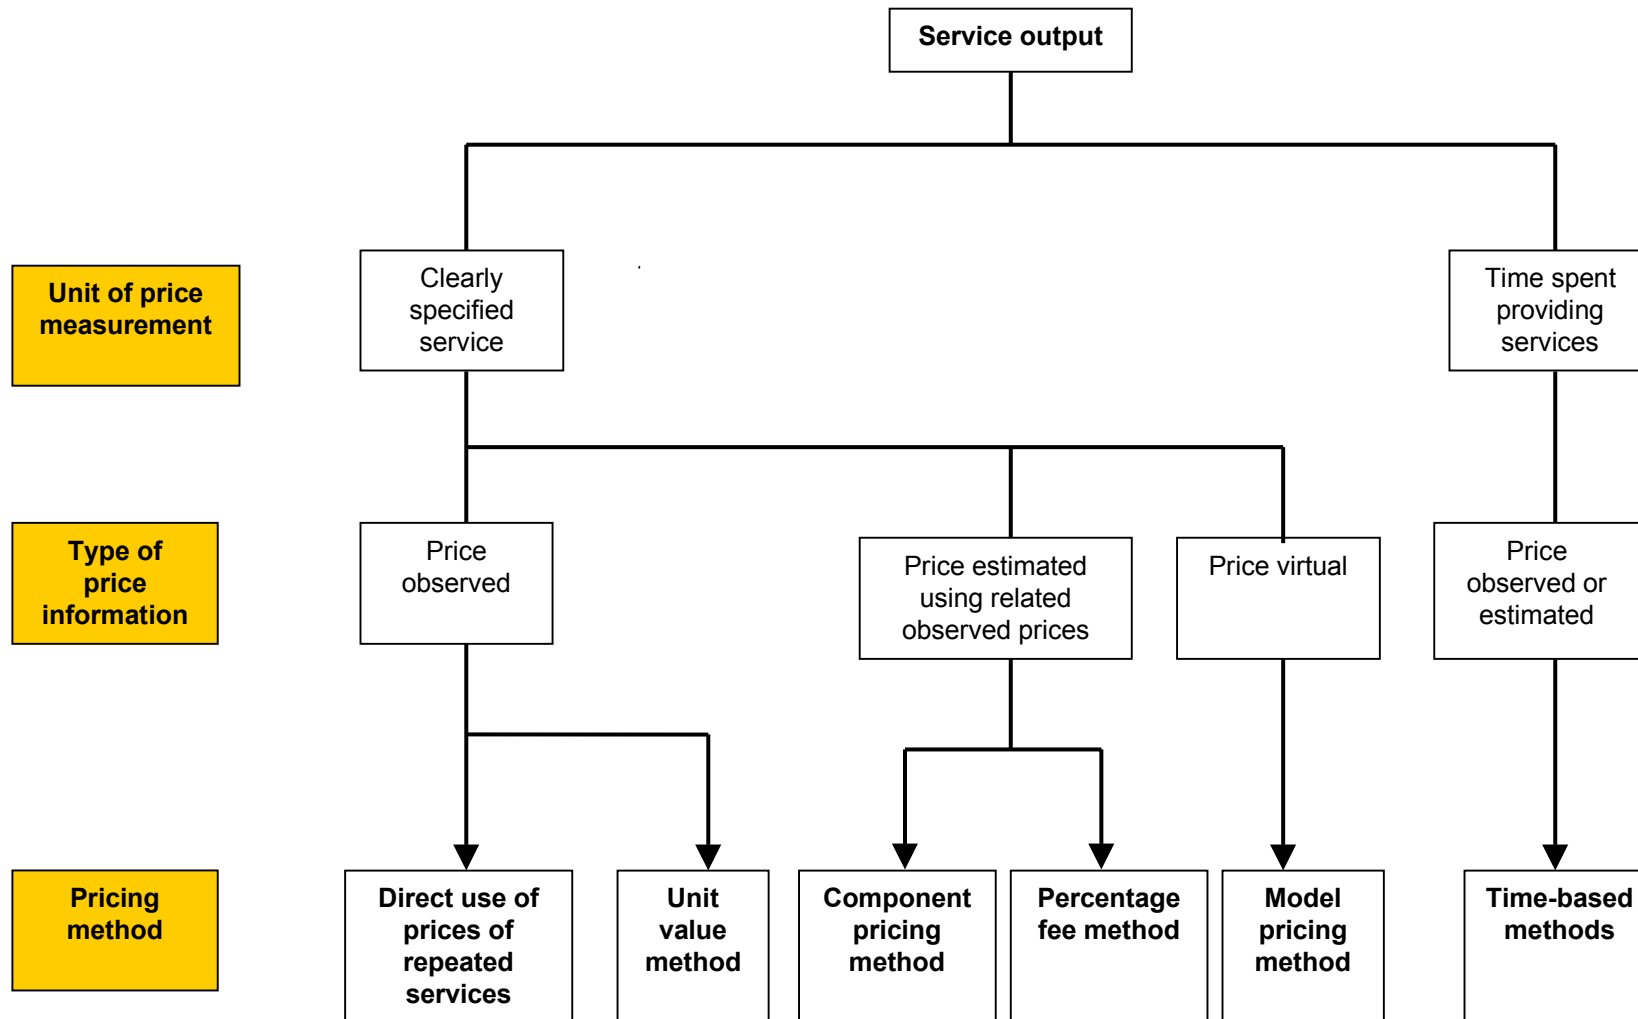 Service output
Unit of price
measurement
Clearly
specified
service
Time spent
providing
services
Type of
price
information
Price
observed
Price estimated
using related
observed prices
Price virtual
Price
observed or
estimated
Pricing
method
Direct use of
prices of
repeated
services
Unit
value
method
Component
pricing
method
Percentage
fee method
Model
pricing
method
Time-based
methods